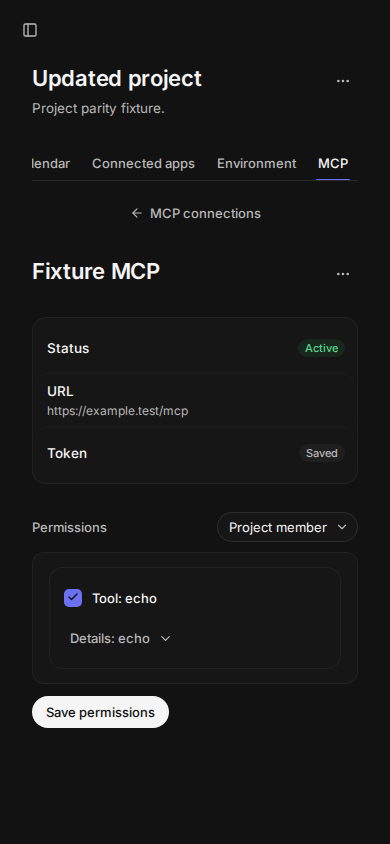 Updated project
Project parity fixture.
lendar Connected apps Environment MCP
MCP connections
Fixture MCP
Status Active
URL
https://example.test/mcp
Token Saved
Permissions Project member
Tool: echo
Details: echo
Save permissions